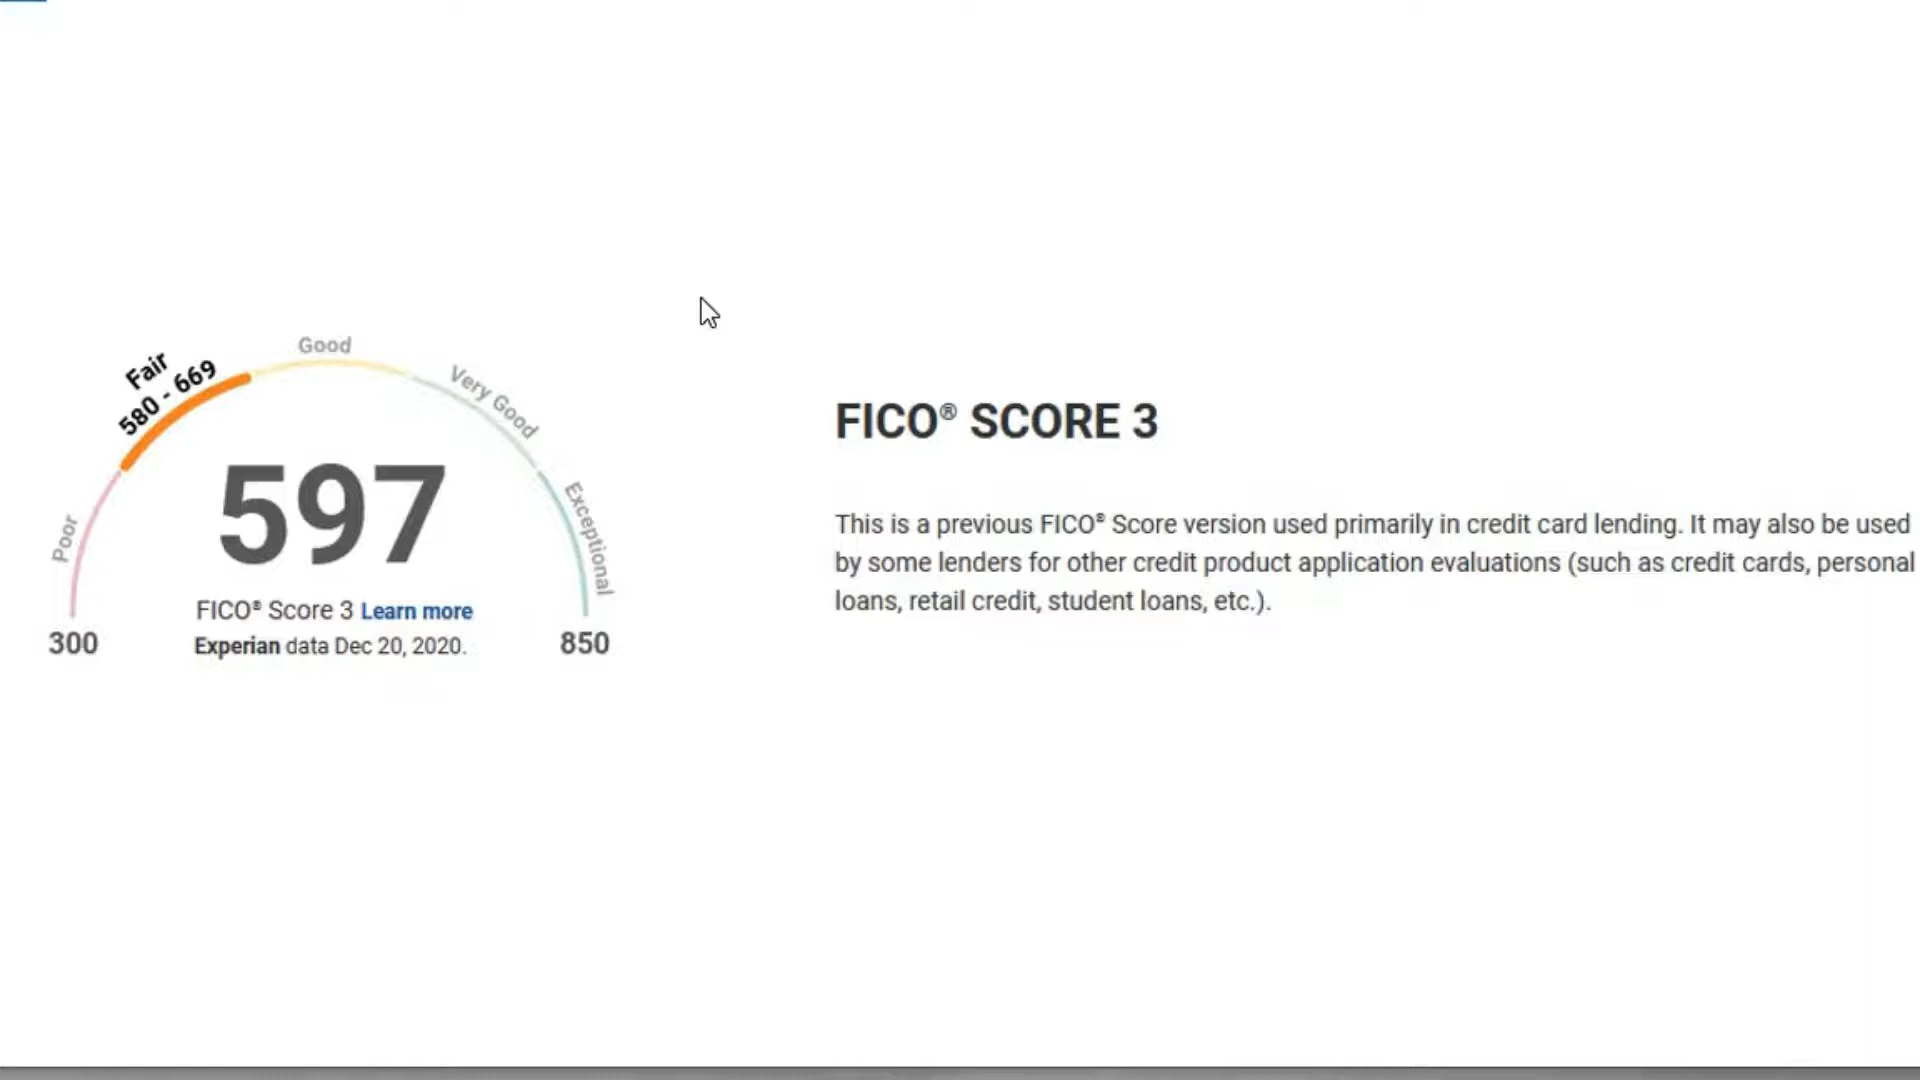 Fair
580 - 669
Good
Very Good
Poor
Exceptional
597
FICO® Score 3 Learn more
Experian data Dec 20, 2020.
300
850
FICO® SCORE 3
This is a previous FICO® Score version used primarily in credit card lending. It may also be used
by some lenders for other credit product application evaluations (such as credit cards, personal
loans, retail credit, student loans, etc.).